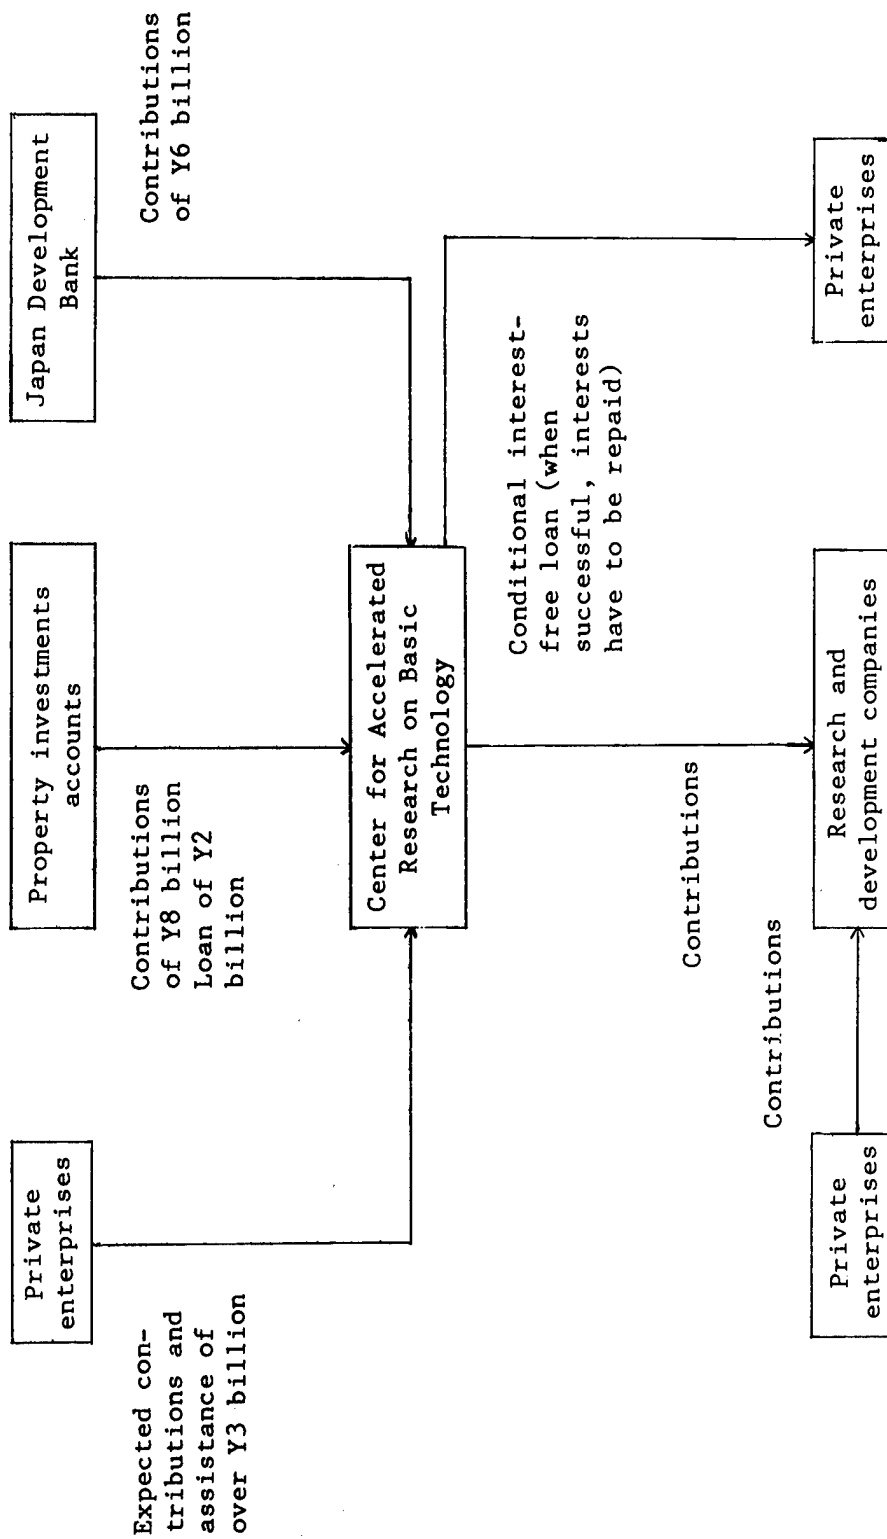 Private
enterprises
Property investments
accounts
Japan Development
Bank
Expected con-
tributions and
assistance of
over Y3 billion
Contributions
of Y8 billion
Loan of Y2
billion
Contributions
of Y6 billion
Center for Accelerated
Research on Basic
Technology
Conditional interest-
free loan (when
successful, interests
have to be repaid)
Contributions
Contributions
Private
enterprises
Research and
development companies
Private
enterprises